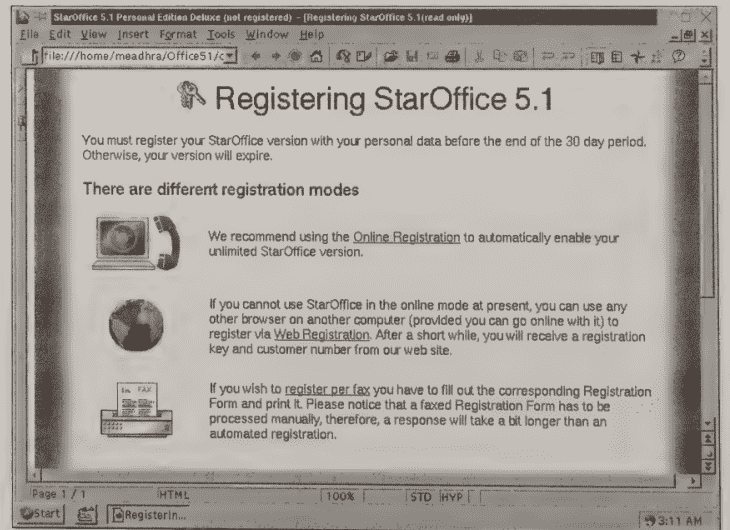 StarOffice 5.1 Personal Edition Deluxe (not registered) - [Registering StarOffice 5.1(read only)]
File Edit View Insert Format Tools Window Help
file:///home/meadhra/Office51/c
Registering StarOffice 5.1
You must register your StarOffice version with your personal data before the end of the 30 day period.
Otherwise, your version will expire.
There are different registration modes
We recommend using the Online Registration to automatically enable your
unlimited StarOffice version.
If you cannot use StarOffice in the online mode at present, you can use any
other browser on another computer (provided you can go online with it) to
register via Web Registration. After a short while, you will receive a registration
key and customer number from our web site.
FAX
If you wish to register per fax you have to fill out the corresponding Registration
Form and print it. Please notice that a faxed Registration Form has to be
processed manually, therefore, a response will take a bit longer than an
automated registration.
Page 1 / 1 HTML 100% STD HYP
Start RegisterIn... 3:11 AM